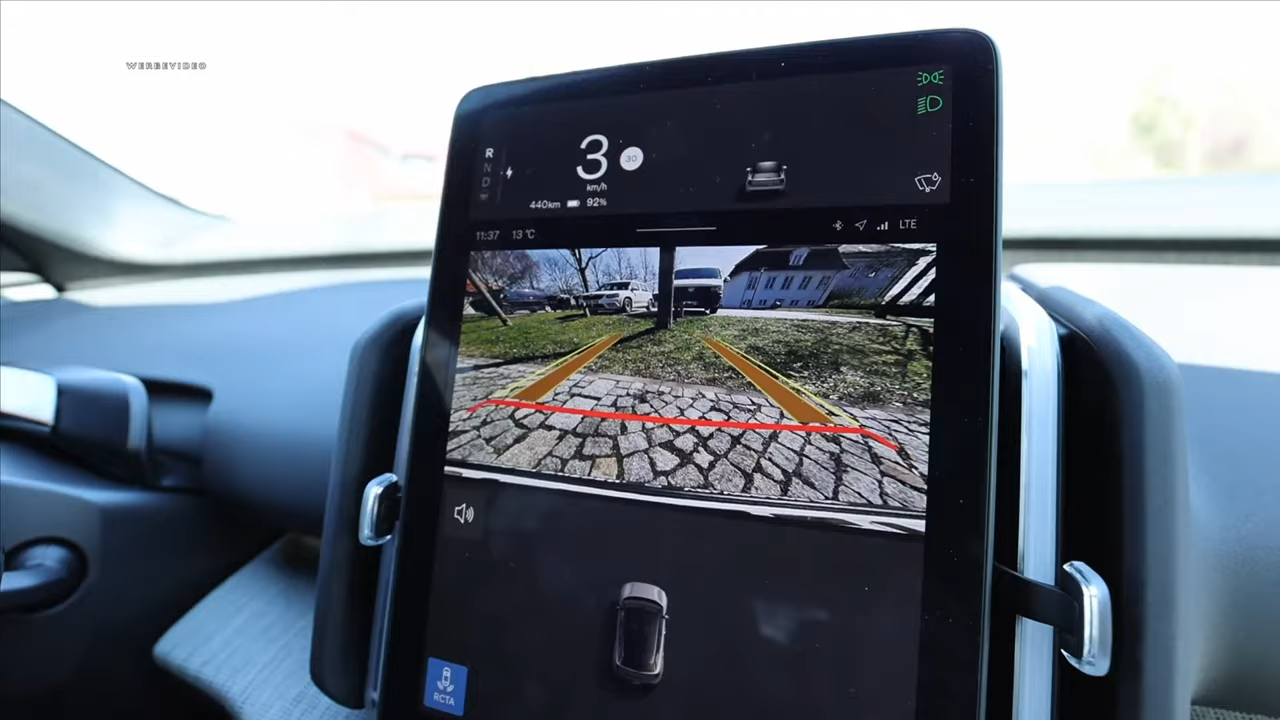 WERBEVIDEO
R
N
D
3
30
km/h
440km 92%
11:37 13 °C
LTE
RCTA